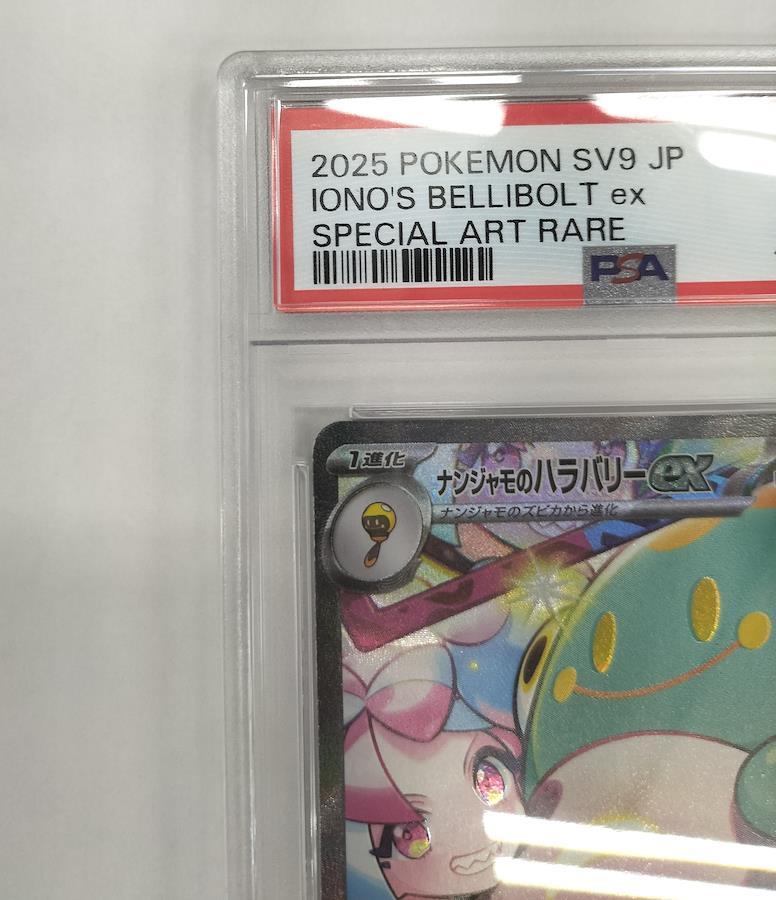 2025 POKEMON SV9 JP
IONO'S BELLIBOLT ex
SPECIAL ART RARE
PSA
1進化
ナンジャモのハラバリーex
ナンジャモのズピカから進化